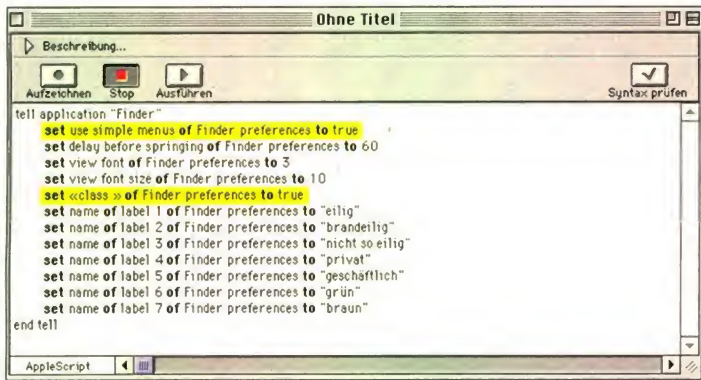 Ohne Titel
Beschreibung...
Aufzeichnen Stop Ausführen Syntax prüfen
tell application "Finder"
set use simple menus of Finder preferences to true
set delay before springing of Finder preferences to 60
set view font of Finder preferences to 3
set view font size of Finder preferences to 10
set «class » of Finder preferences to true
set name of label 1 of Finder preferences to "eilig"
set name of label 2 of Finder preferences to "brandeilig"
set name of label 3 of Finder preferences to "nicht so eilig"
set name of label 4 of Finder preferences to "privat"
set name of label 5 of Finder preferences to "geschäftlich"
set name of label 6 of Finder preferences to "grün"
set name of label 7 of Finder preferences to "braun"
end tell
AppleScript